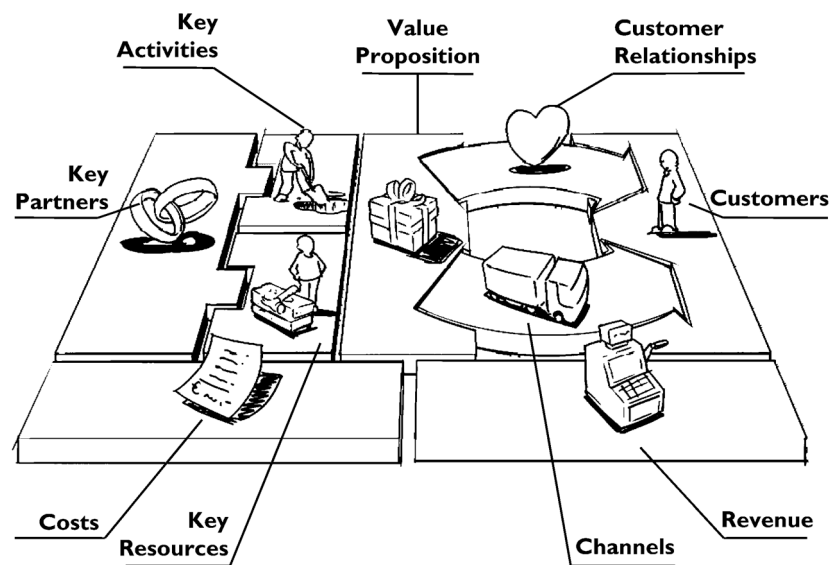 Key
Activities
Value
Proposition
Customer
Relationships
Key
Partners
Customers
Costs
Key
Resources
Channels
Revenue